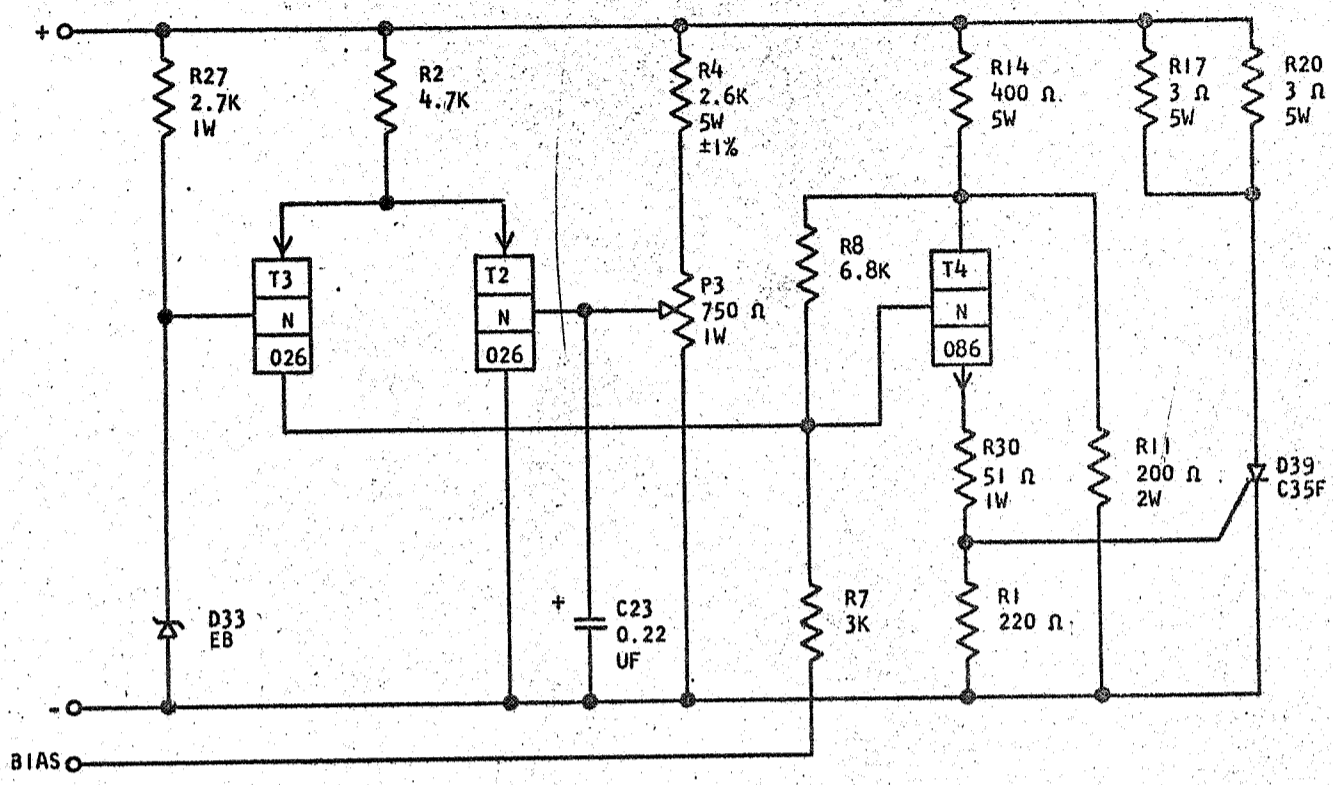 +
R27
2.7K
1W
R2
4.7K
R4
2.6K
5W
±1%
R14
400 Ω
5W
R17
3 Ω
5W
R20
3 Ω
5W
T3
N
026
T2
N
026
P3
750 Ω
1W
R8
6.8K
T4
N
086
R30
51 Ω
1W
R11
200 Ω
2W
D39
C35F
D33
EB
+
C23
0.22
UF
R7
3K
R1
220 Ω
-
BIAS